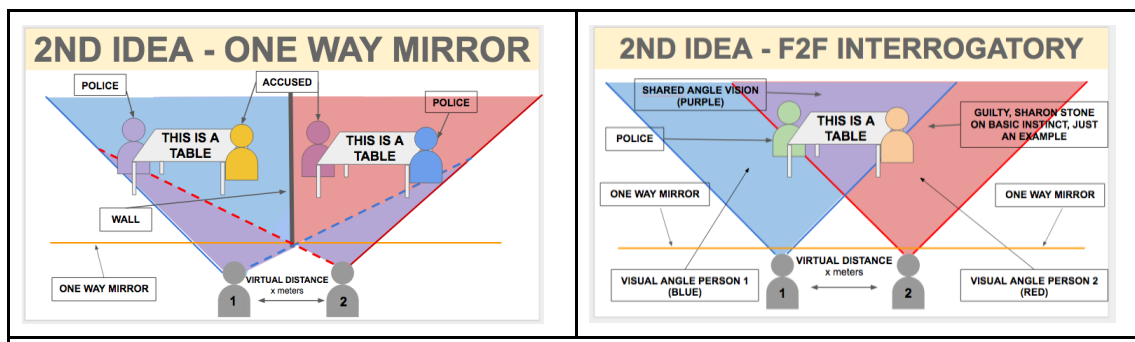 2ND IDEA - ONE WAY MIRROR
POLICE
ACCUSED
POLICE
THIS IS A
TABLE
THIS IS A
TABLE
WALL
ONE WAY MIRROR
VIRTUAL DISTANCE
x meters
1
2
2ND IDEA - F2F INTERROGATORY
SHARED ANGLE VISION
(PURPLE)
GUILTY, SHARON STONE
ON BASIC INSTINCT, JUST
AN EXAMPLE
POLICE
THIS IS A
TABLE
ONE WAY MIRROR
ONE WAY MIRROR
VISUAL ANGLE PERSON 1
(BLUE)
VIRTUAL DISTANCE
x meters
VISUAL ANGLE PERSON 2
(RED)
1
2